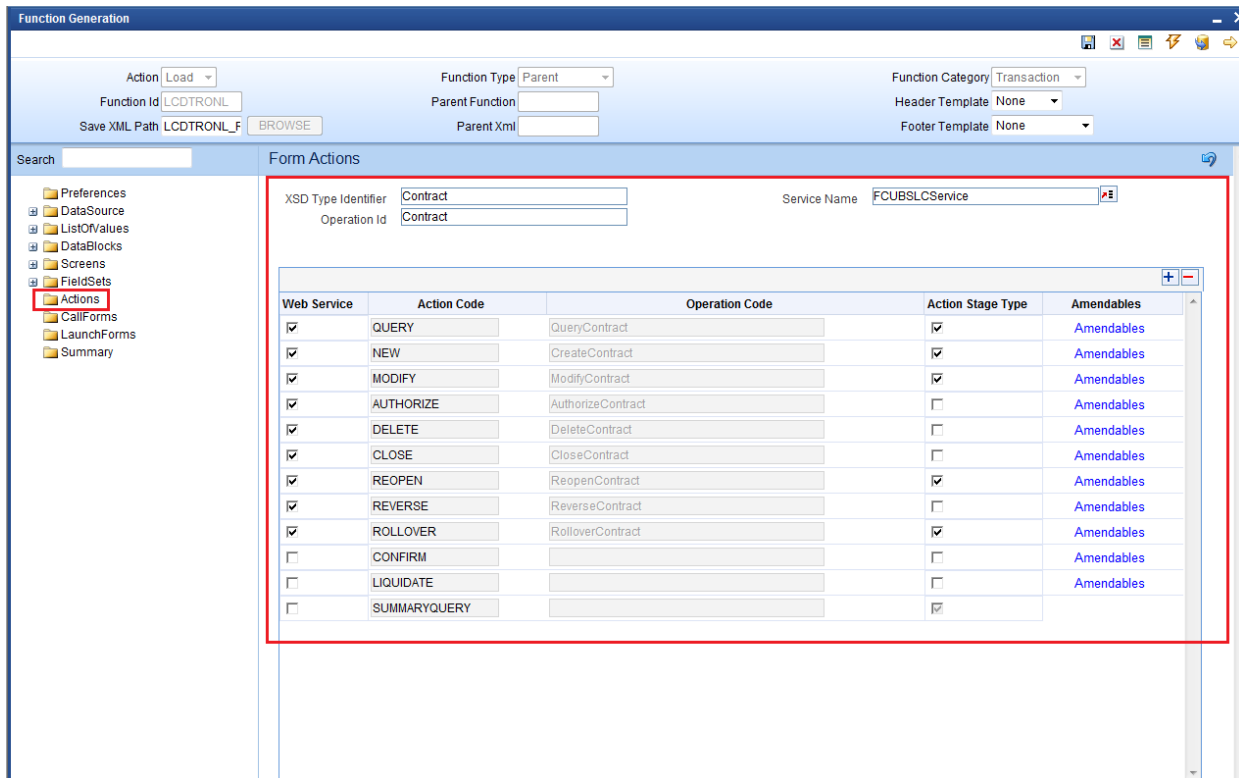 Function Generation
Action Load Function Type Parent Function Category Transaction
Function Id LCDTRONL Parent Function Header Template None
Save XML Path LCDTRONL_F BROWSE Parent Xml Footer Template None
Search Form Actions
Preferences
DataSource
ListOfValues
DataBlocks
Screens
FieldSets
Actions
CallForms
LaunchForms
Summary
XSD Type Identifier Contract Service Name FCUBSLCService
Operation Id Contract
Web Service Action Code Operation Code Action Stage Type Amendables
QUERY QueryContract Amendables
NEW CreateContract Amendables
MODIFY ModifyContract Amendables
AUTHORIZE AuthorizeContract Amendables
DELETE DeleteContract Amendables
CLOSE CloseContract Amendables
REOPEN ReopenContract Amendables
REVERSE ReverseContract Amendables
ROLLOVER RolloverContract Amendables
CONFIRM Amendables
LIQUIDATE Amendables
SUMMARYQUERY